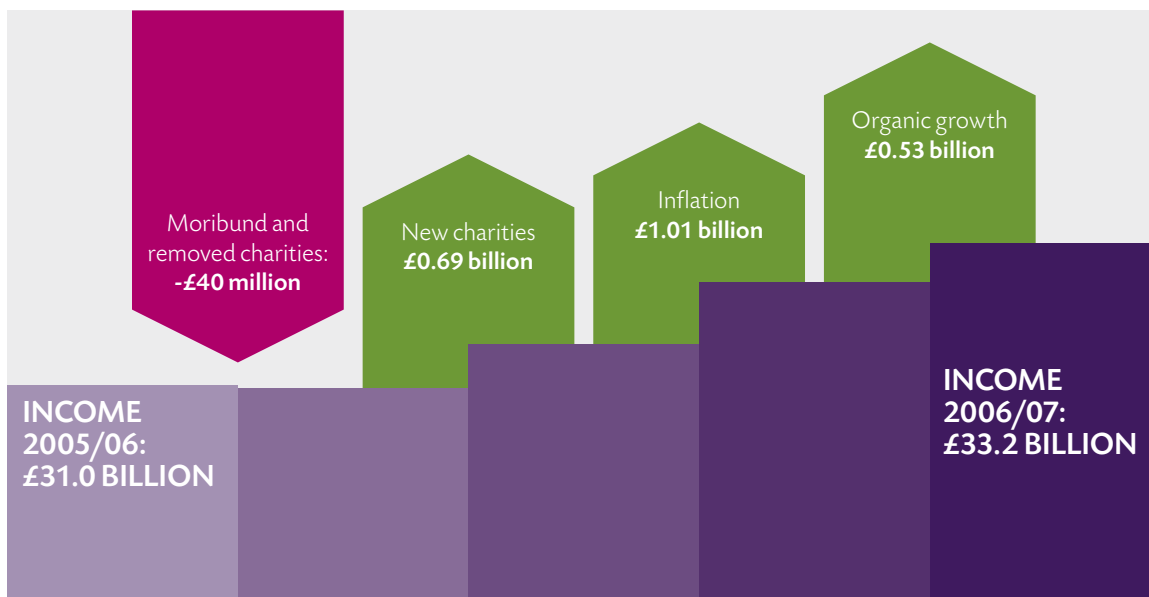 Moribund and
removed charities:
-£40 million
New charities
£0.69 billion
Inflation
£1.01 billion
Organic growth
£0.53 billion
INCOME
2005/06:
£31.0 BILLION
INCOME
2006/07:
£33.2 BILLION